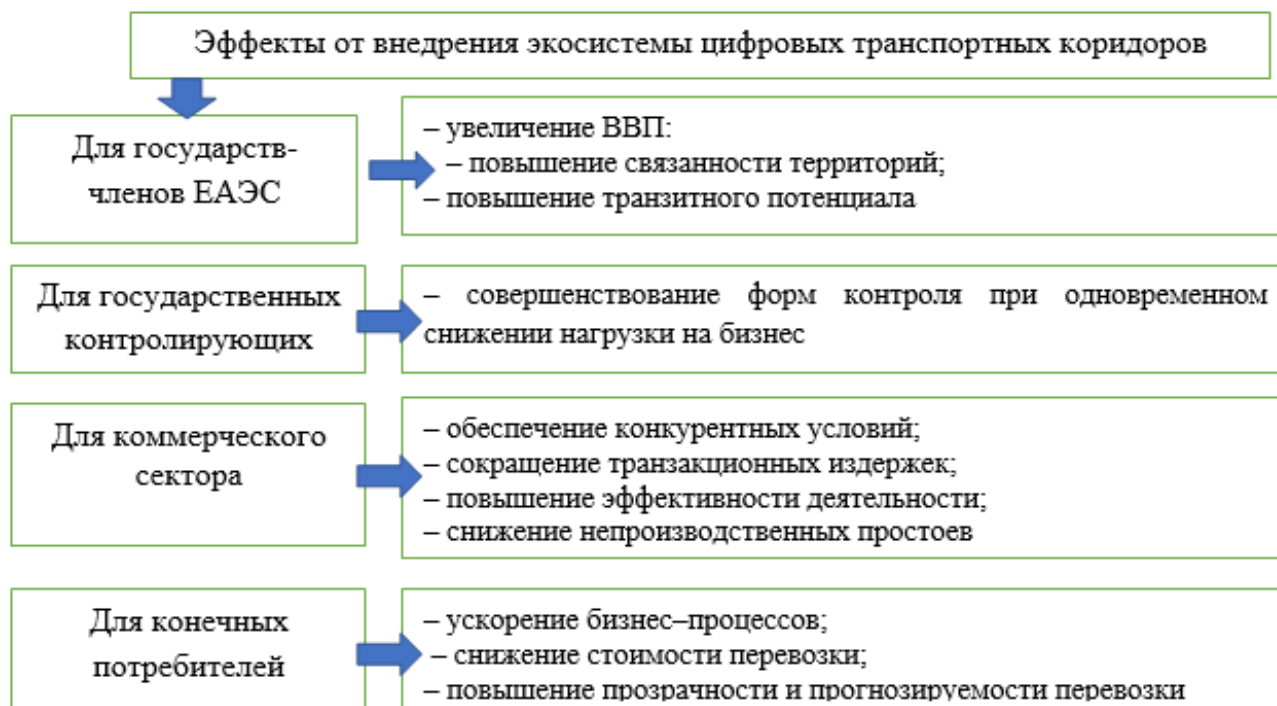 Эффекты от внедрения экосистемы цифровых транспортных коридоров
Для государств-
членов ЕАЭС
– увеличение ВВП:
– повышение связанности территорий;
– повышение транзитного потенциала
Для государственных
контролирующих
– совершенствование форм контроля при одновременном
снижении нагрузки на бизнес
Для коммерческого
сектора
– обеспечение конкурентных условий;
– сокращение транзакционных издержек;
– повышение эффективности деятельности;
– снижение непроизводственных простоев
Для конечных
потребителей
– ускорение бизнес–процессов;
– снижение стоимости перевозки;
– повышение прозрачности и прогнозируемости перевозки